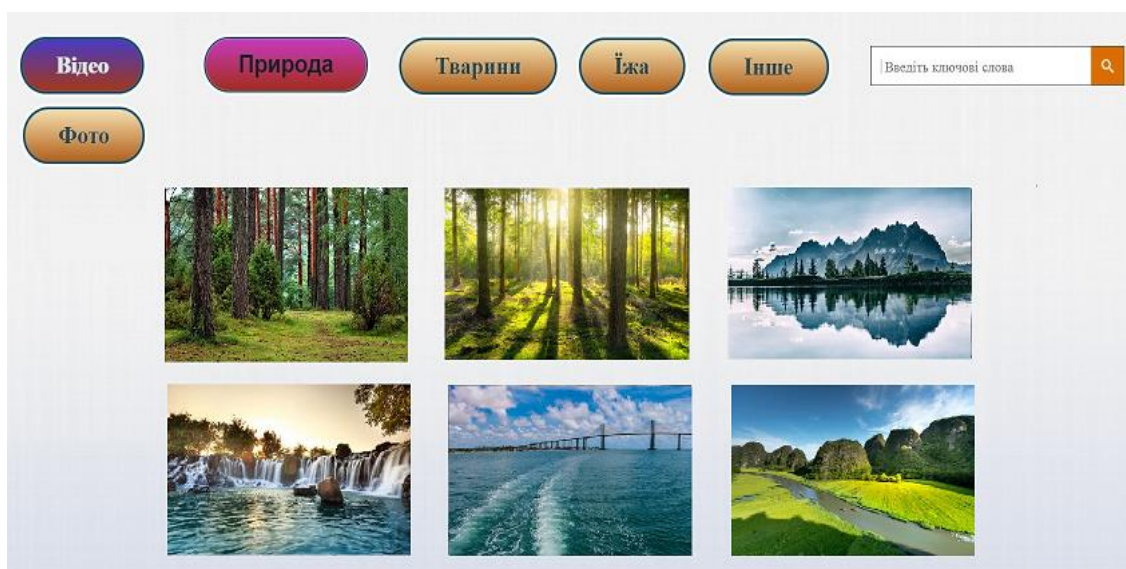 Відео
Природа
Тварини
Їжа
Інше
Введіть ключові слова
Фото